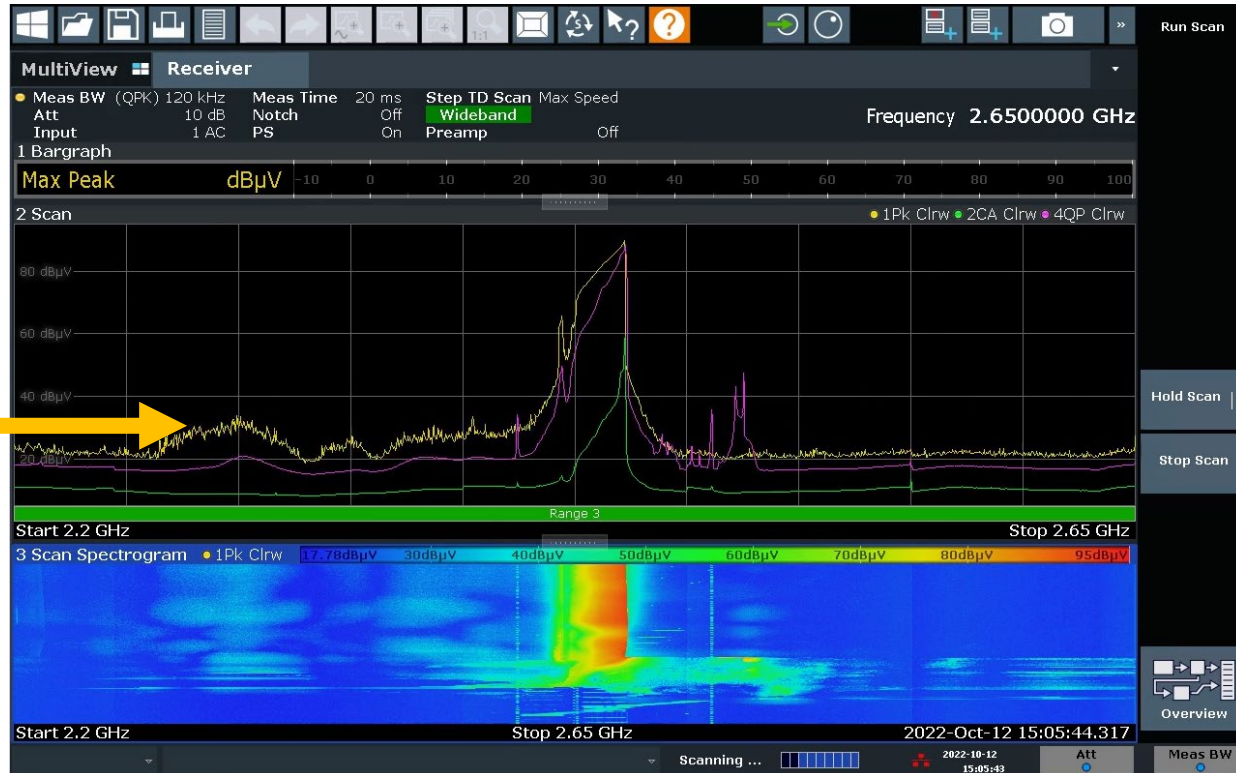 1:1
»
Run Scan
MultiView
Receiver
Meas BW (QPK) 120 kHz Meas Time 20 ms Step TD Scan Max Speed
Att 10 dB Notch Off Wideband
Frequency 2.6500000 GHz
Input 1 AC PS On Preamp Off
1 Bargraph
Max Peak dBµV -10 0 10 20 30 40 50 60 70 80 90 100
2 Scan 1Pk Clrw 2CA Clrw 4QP Clrw
80 dBµV
60 dBµV
40 dBµV
20 dBµV
Hold Scan
Stop Scan
Range 3
Start 2.2 GHz Stop 2.65 GHz
3 Scan Spectrogram 1Pk Clrw 17.78dBµV 30dBµV 40dBµV 50dBµV 60dBµV 70dBµV 80dBµV 95dBµV
Overview
Start 2.2 GHz Stop 2.65 GHz 2022-Oct-12 15:05:44.317
Scanning ... 2022-10-12
15:05:43
Att Meas BW